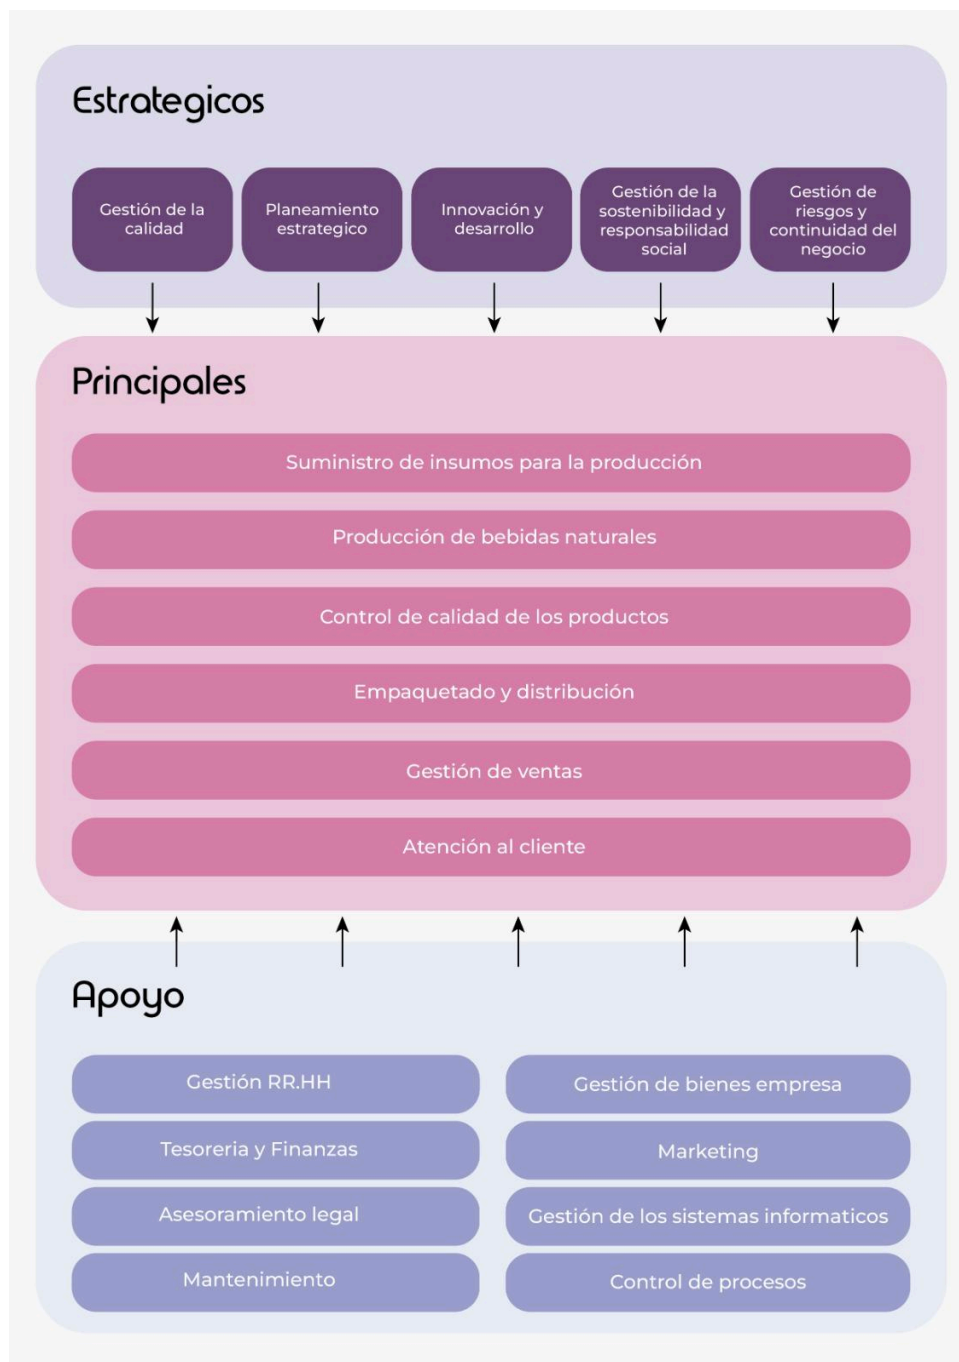 Estrategicos
Gestión de la
calidad
Planeamiento
estrategico
Innovación y
desarrollo
Gestión de la
sostenibilidad y
responsabilidad
social
Gestión de
riesgos y
continuidad del
negocio
Principales
Suministro de insumos para la producción
Producción de bebidas naturales
Control de calidad de los productos
Empaquetado y distribución
Gestión de ventas
Atención al cliente
Apoyo
Gestión RR.HH
Gestión de bienes empresa
Tesoreria y Finanzas
Marketing
Asesoramiento legal
Gestión de los sistemas informaticos
Mantenimiento
Control de procesos